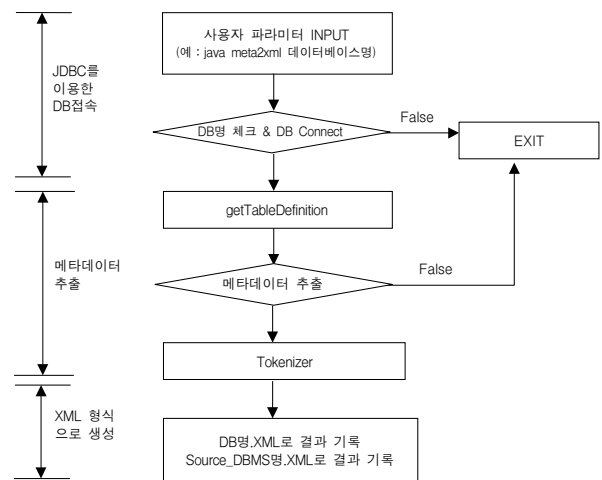 사용자 파라미터 INPUT
(예 : java meta2xml 데이터베이스명)
JDBC를
이용한
DB접속
DB명 체크 & DB Connect
False
EXIT
getTableDefinition
메타데이터
추출
메타데이터 추출
False
Tokenizer
XML 형식
으로 생성
DB명.XML로 결과 기록
Source_DBMS명.XML로 결과 기록